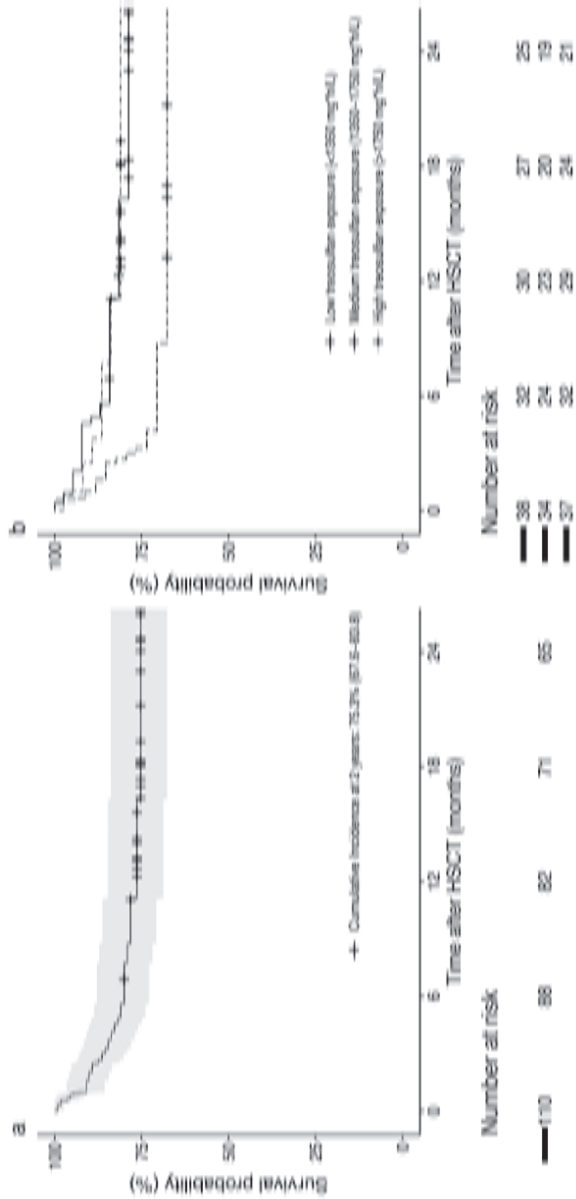 a
Survival probability (%)
100
75
50
25
0
0 6 12 18 24
Time after HSCT (months)
Cumulative Incidence at 2 years: 75.3% (67.6–83.8)
Number at risk
110 88 82 71 65
b
Survival probability (%)
100
75
50
25
0
0 6 12 18 24
Time after HSCT (months)
Low treosulfan exposure (<1350 mg*h/L)
Medium treosulfan exposure (1350–1750 mg*h/L)
High treosulfan exposure (>1750 mg*h/L)
Number at risk
38 32 30 27 25
34 24 23 20 19
37 32 29 24 21